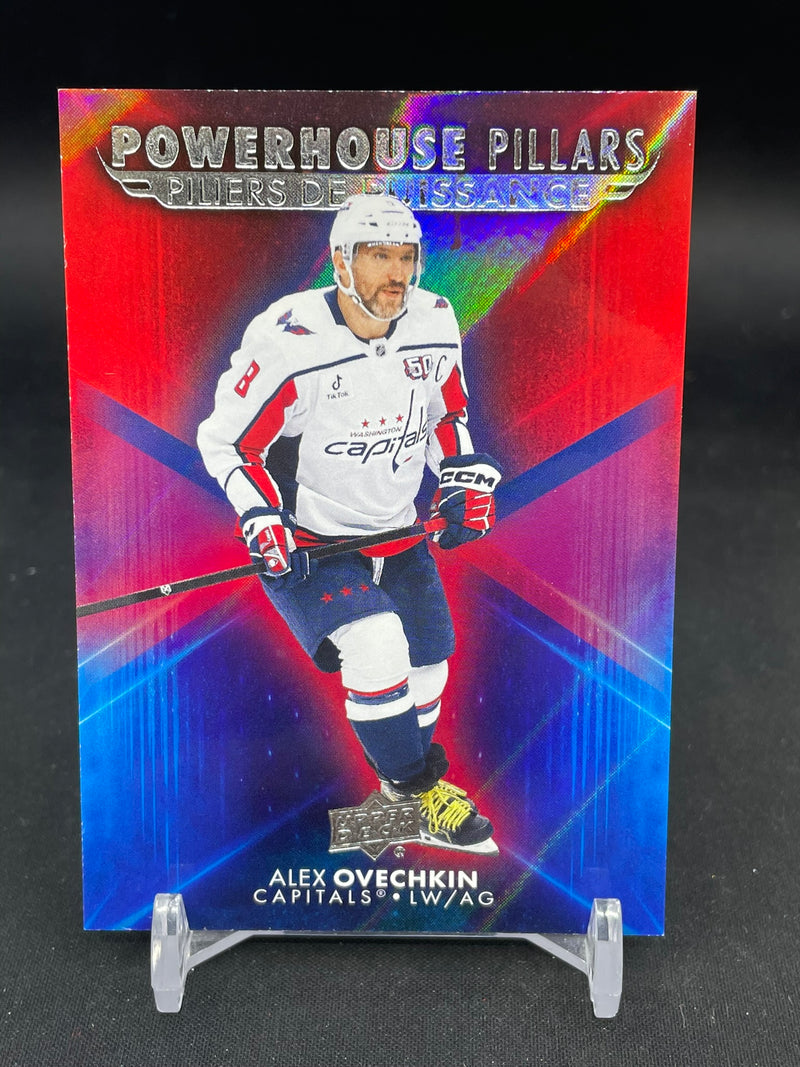 POWERHOUSE PILLARS
PILIERS DE PUISSANCE
8
50
C
TikTok
WASHINGTON
capitals
CCM
UPPER
DECK
ALEX OVECHKIN
CAPITALS® • LW/AG